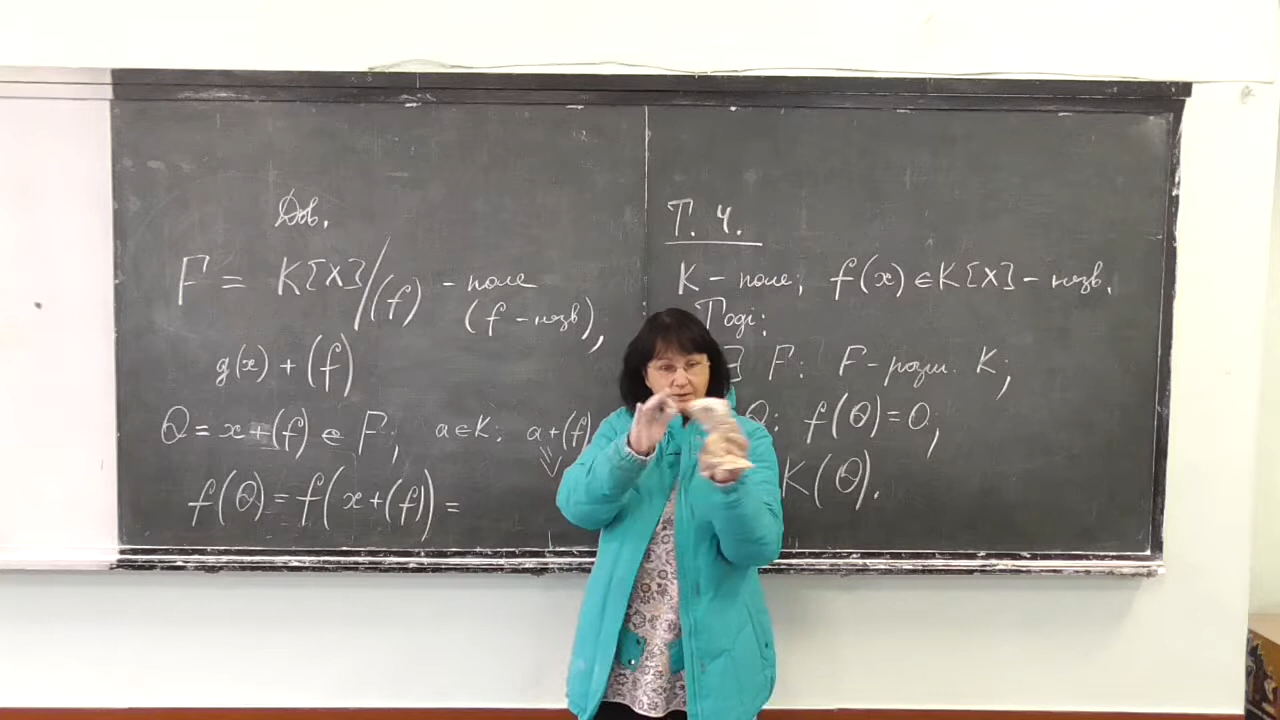 Дов.
F = K[x]/(f) - поле
(f - незв),
g(x) + (f)
θ = x + (f) ∈ F; a ∈ K; a + (f)
⇓
f(θ) = f(x + (f)) =
Т. 4.
K - поле; f(x) ∈ K[x] - незв.
Тоді:
∃ F: F - розш. K;
θ: f(θ) = 0;
K(θ).